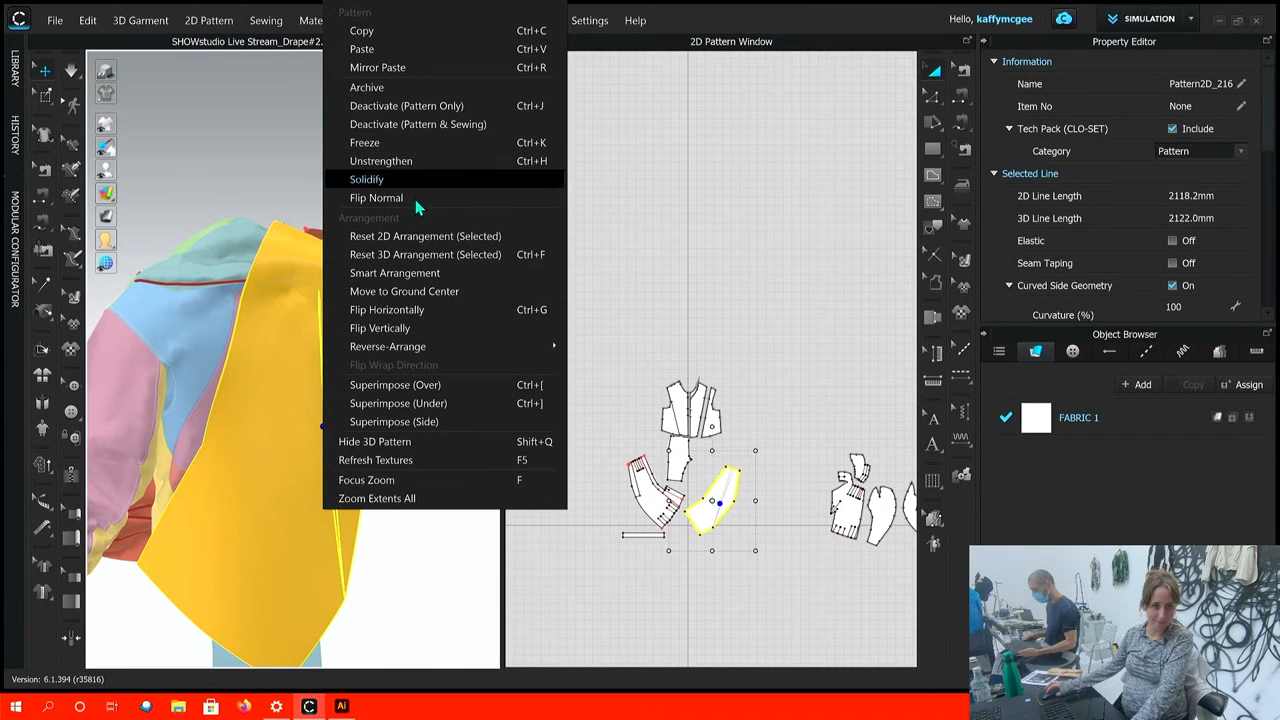 File
Edit
3D Garment
2D Pattern
Sewing
Mate
Settings
Help
Hello, kaffymcgee
SIMULATION
SHOWstudio Live Stream_Drape#2.
2D Pattern Window
Property Editor
LIBRARY
HISTORY
MODULAR CONFIGURATOR
Pattern
Copy Ctrl+C
Paste Ctrl+V
Mirror Paste Ctrl+R
Archive
Deactivate (Pattern Only) Ctrl+J
Deactivate (Pattern & Sewing)
Freeze Ctrl+K
Unstrengthen Ctrl+H
Solidify
Flip Normal
Arrangement
Reset 2D Arrangement (Selected)
Reset 3D Arrangement (Selected) Ctrl+F
Smart Arrangement
Move to Ground Center
Flip Horizontally Ctrl+G
Flip Vertically
Reverse-Arrange
Flip Wrap Direction
Superimpose (Over) Ctrl+[
Superimpose (Under) Ctrl+]
Superimpose (Side)
Hide 3D Pattern Shift+Q
Refresh Textures F5
Focus Zoom F
Zoom Extents All
Information
Name Pattern2D_216
Item No None
Tech Pack (CLO-SET) Include
Category Pattern
Selected Line
2D Line Length 2118.2mm
3D Line Length 2122.0mm
Elastic Off
Seam Taping Off
Curved Side Geometry On
Curvature (%) 100
Object Browser
+ Add
Copy
Assign
FABRIC 1
Version: 6.1.394 (r35816)
Ai